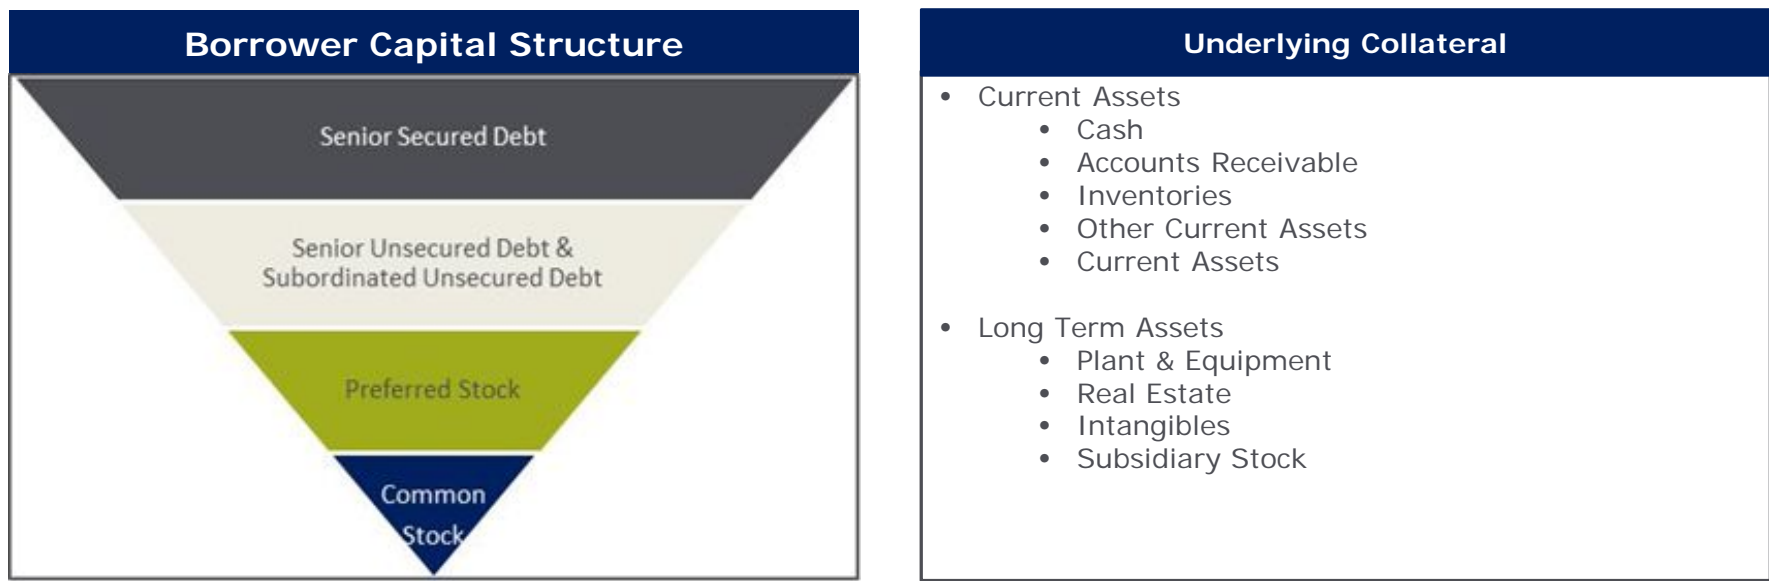 Borrower Capital Structure
Senior Secured Debt
Senior Unsecured Debt &
Subordinated Unsecured Debt
Preferred Stock
Common
Stock
Underlying Collateral
• Current Assets
• Cash
• Accounts Receivable
• Inventories
• Other Current Assets
• Current Assets
• Long Term Assets
• Plant & Equipment
• Real Estate
• Intangibles
• Subsidiary Stock